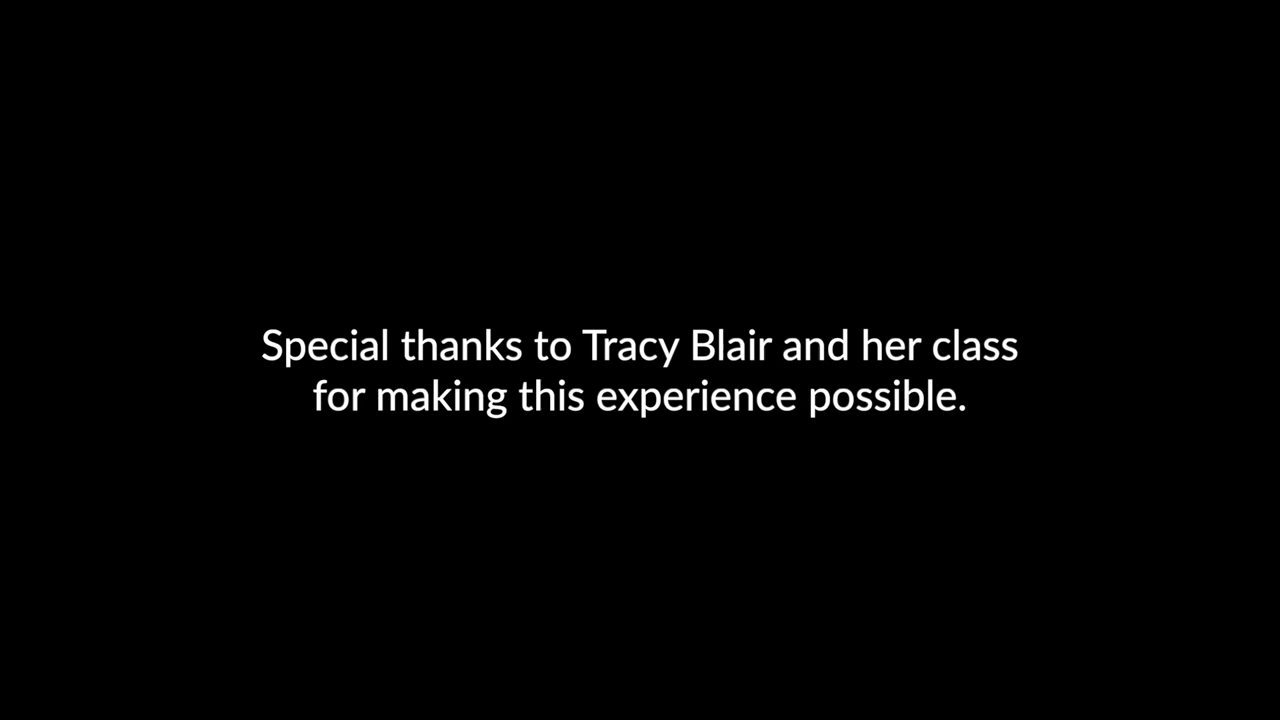 Special thanks to Tracy Blair and her class
for making this experience possible.